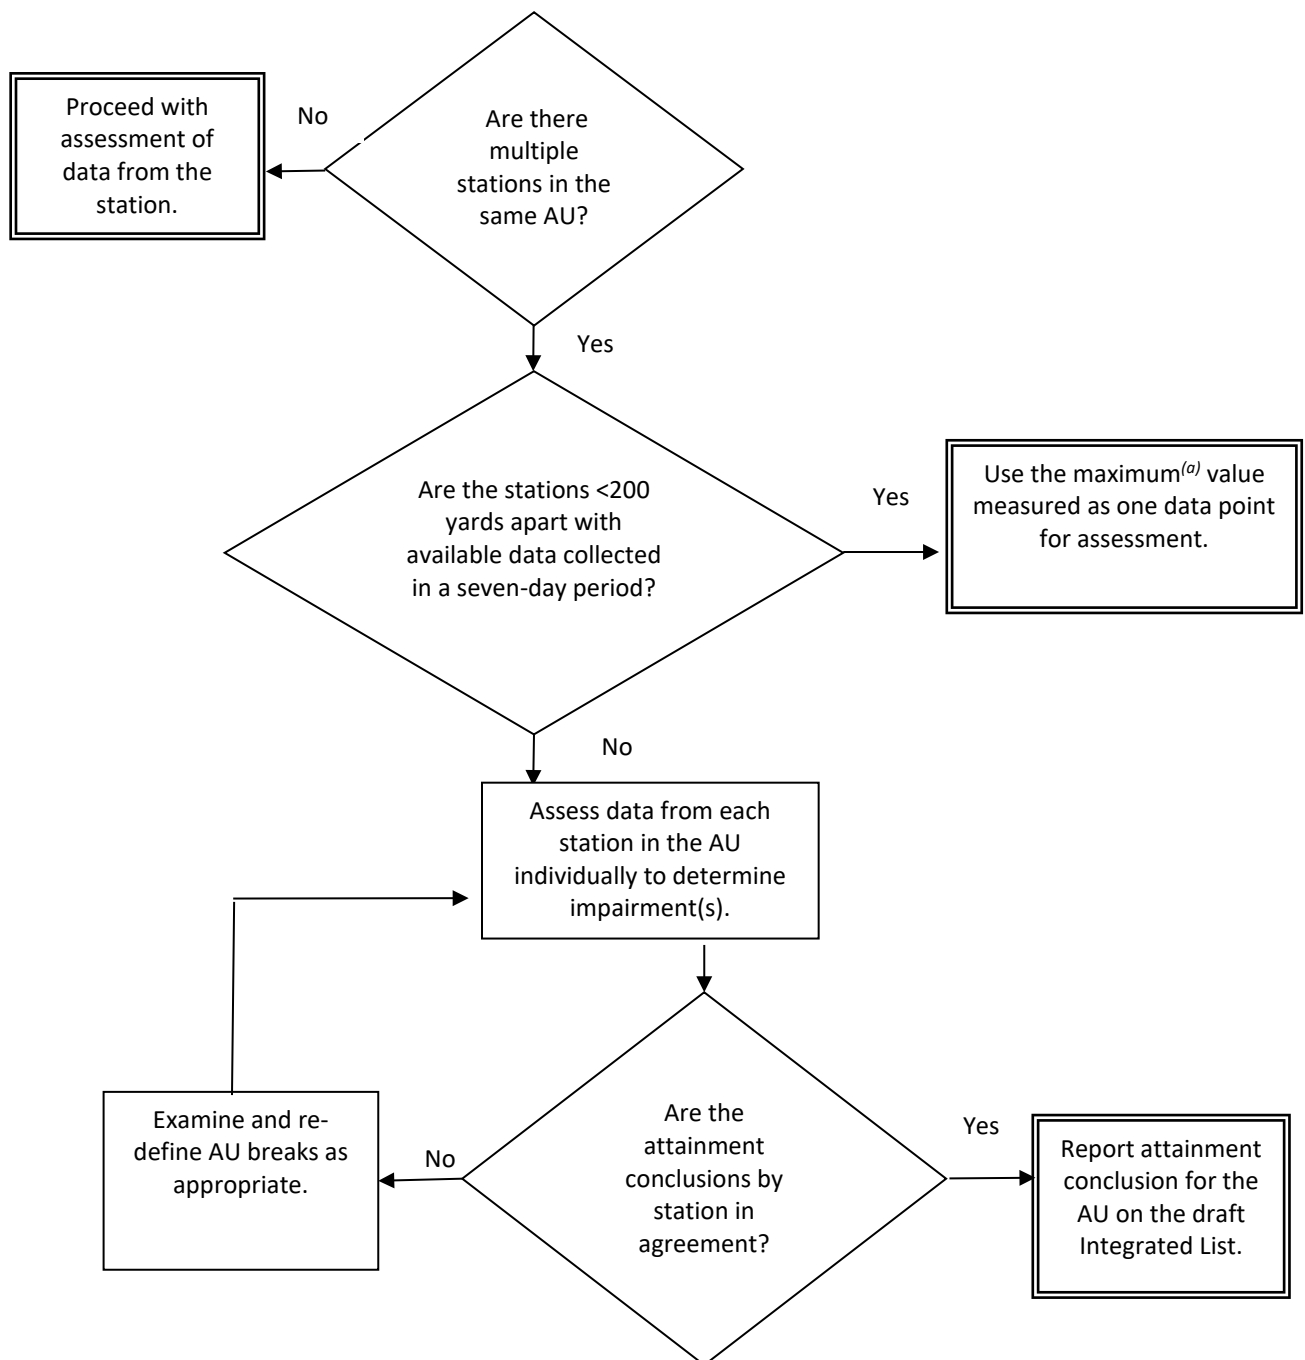 Proceed with
assessment of
data from the
station.
No
Are there
multiple
stations in the
same AU?
Yes
Are the stations <200
yards apart with
available data collected
in a seven-day period?
Yes
Use the maximum(a) value
measured as one data point
for assessment.
No
Assess data from each
station in the AU
individually to determine
impairment(s).
Examine and re-
define AU breaks as
appropriate.
No
Are the
attainment
conclusions by
station in
agreement?
Yes
Report attainment
conclusion for the
AU on the draft
Integrated List.